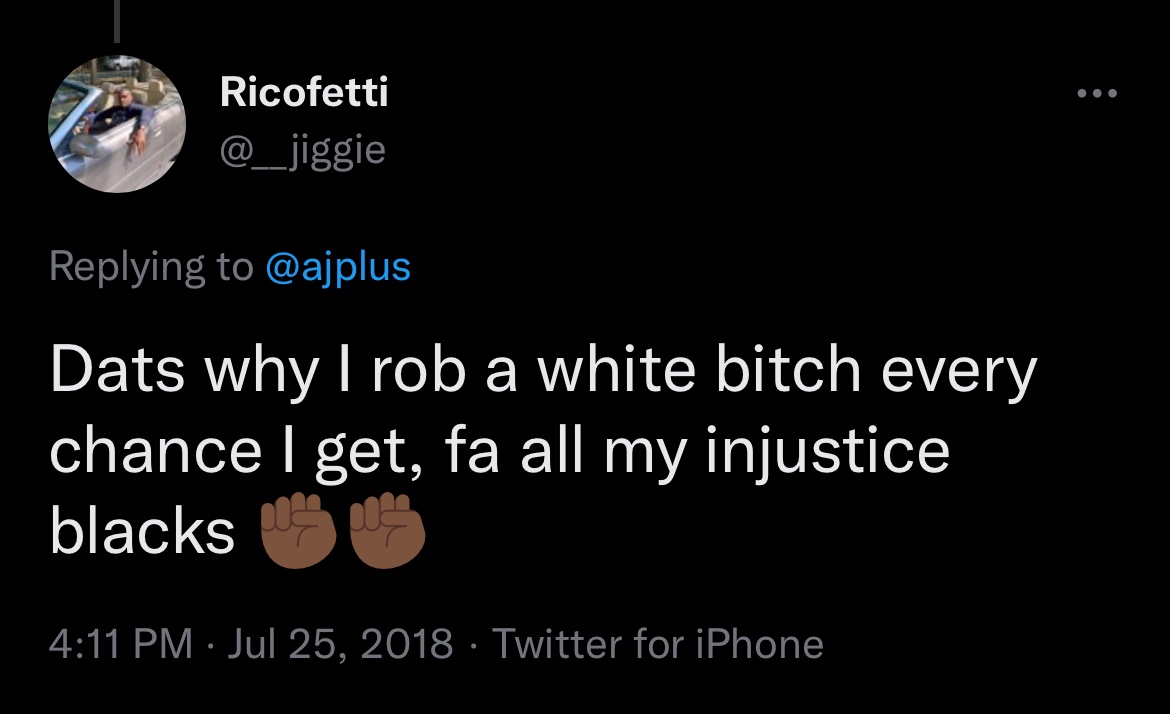 Ricofetti
@__jiggie
Replying to @ajplus
Dats why I rob a white bitch every
chance I get, fa all my injustice
blacks ✊🏾✊🏾
4:11 PM · Jul 25, 2018 · Twitter for iPhone